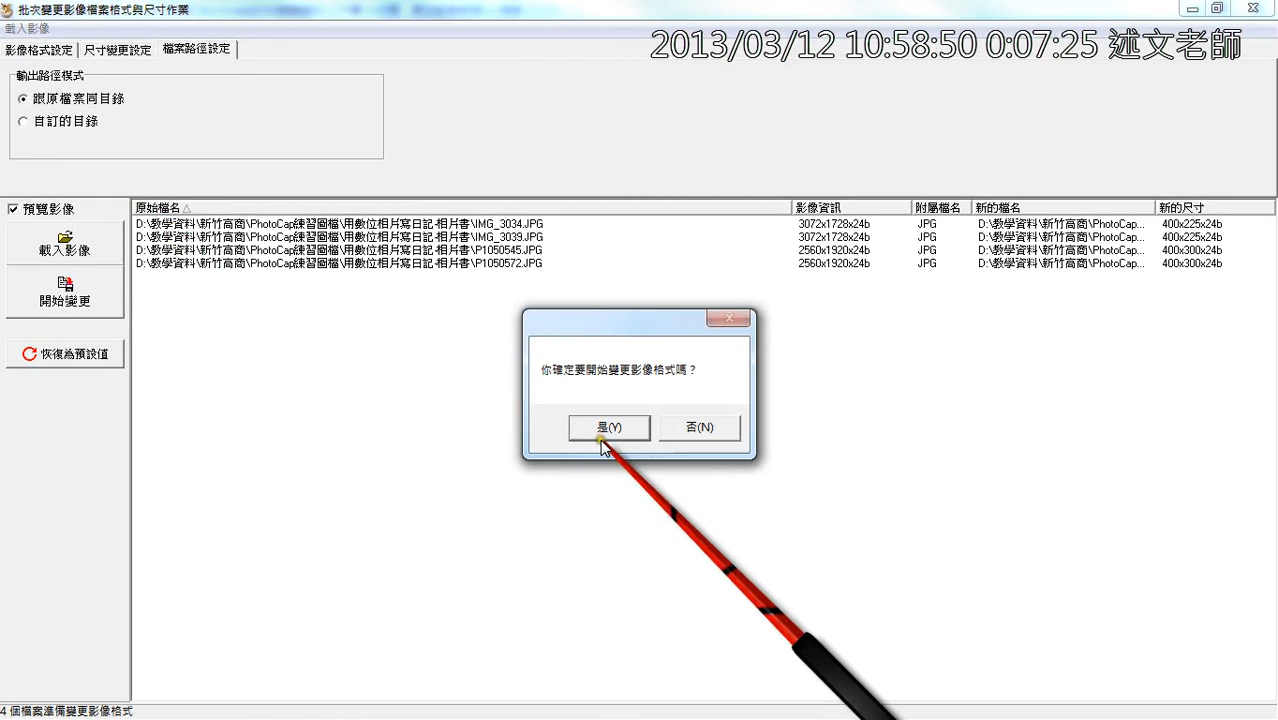 批次變更影像檔案格式與尺寸作業
載入影像
影像格式設定 尺寸變更設定 檔案路徑設定
2013/03/12 10:58:50 0:07:25 述文老師
輸出路徑模式
跟原檔案同目錄
自訂的目錄
預覽影像
載入影像
開始變更
恢復為預設值
原始檔名 影像資訊 附屬檔名 新的檔名 新的尺寸
D:\教學資料\新竹高商\PhotoCap練習圖檔\用數位相片寫日記-相片書\IMG_3034.JPG 3072x1728x24b JPG D:\教學資料\新竹高商\PhotoCap... 400x225x24b
D:\教學資料\新竹高商\PhotoCap練習圖檔\用數位相片寫日記-相片書\IMG_3039.JPG 3072x1728x24b JPG D:\教學資料\新竹高商\PhotoCap... 400x225x24b
D:\教學資料\新竹高商\PhotoCap練習圖檔\用數位相片寫日記-相片書\P1050545.JPG 2560x1920x24b JPG D:\教學資料\新竹高商\PhotoCap... 400x300x24b
D:\教學資料\新竹高商\PhotoCap練習圖檔\用數位相片寫日記-相片書\P1050572.JPG 2560x1920x24b JPG D:\教學資料\新竹高商\PhotoCap... 400x300x24b
你確定要開始變更影像格式嗎？
是(Y) 否(N)
4 個檔案準備變更影像格式